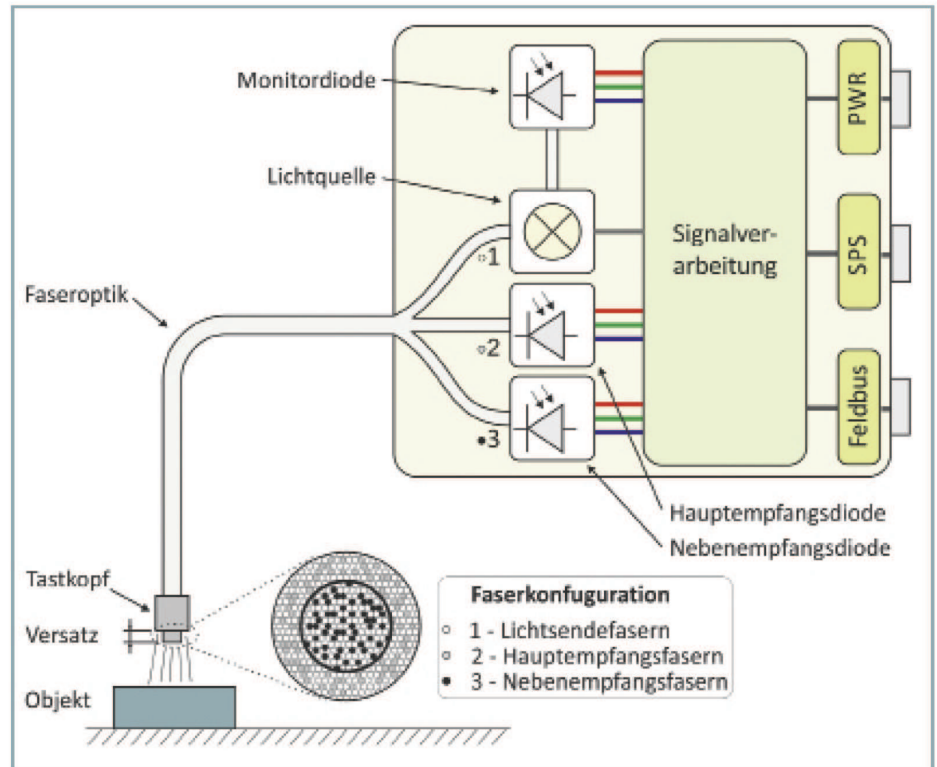 Monitordiode
PWR
Lichtquelle
Signalver-
arbeitung
SPS
1
Faseroptik
2
Feldbus
3
Hauptempfangsdiode
Nebenempfangsdiode
Tastkopf
Versatz
Objekt
Faserkonfuguration
○ 1 - Lichtsendefasern
○ 2 - Hauptempfangsfasern
● 3 - Nebenempfangsfasern